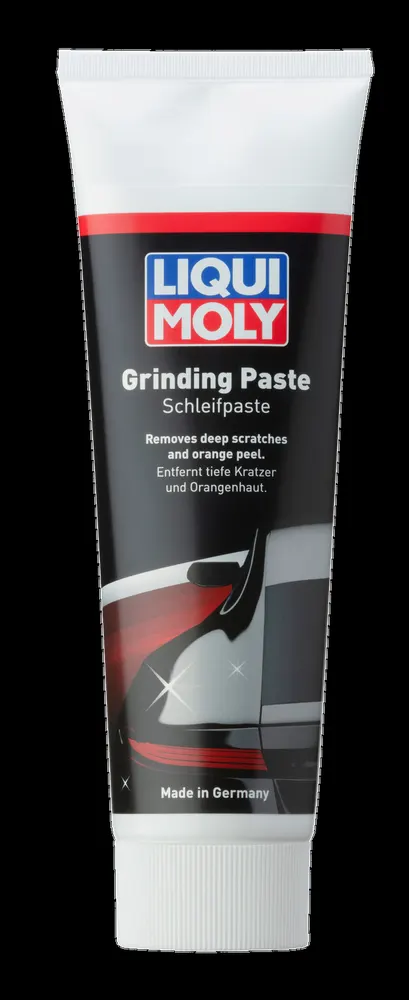 LIQUI
MOLY
Grinding Paste
Schleifpaste
Removes deep scratches
and orange peel.
Entfernt tiefe Kratzer
und Orangenhaut.
Made in Germany